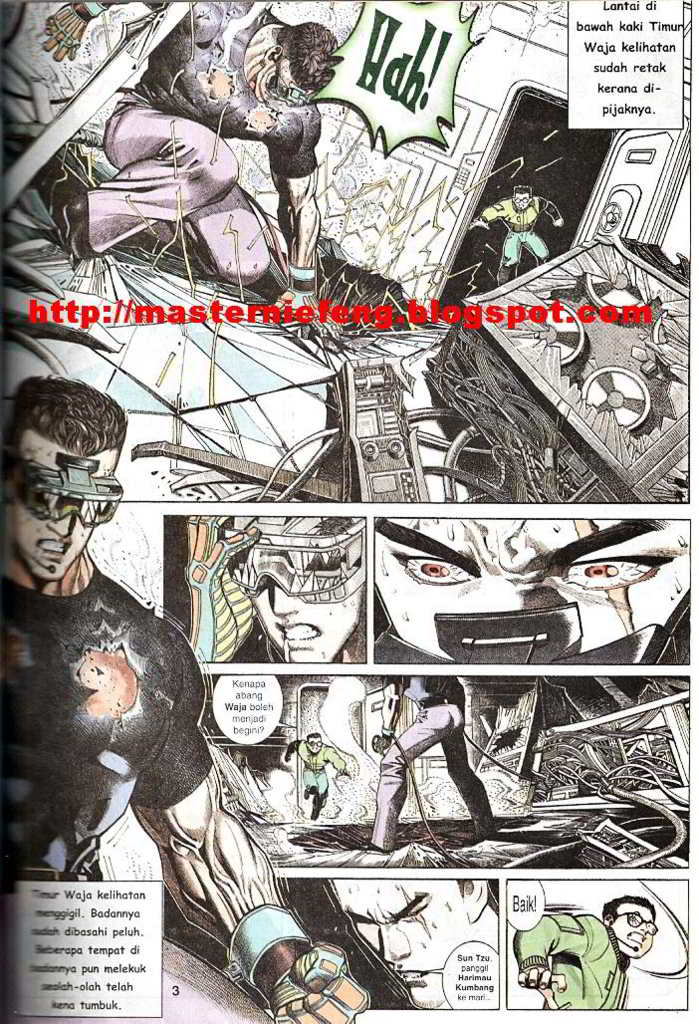 Lantai di
bawah kaki Timur
Waja kelihatan
sudah retak
kerana di-
pijaknya.
Hah!
http://masterniefeng.blogspot.com
Kenapa
abang
Waja boleh
menjadi
begini?
Timur Waja kelihatan
menggigil. Badannya
sudah dibasahi peluh.
Beberapa tempat di
badannya pun melekuk
seolah-olah telah
kena tumbuk.
3
Sun Tzu,
panggil
Harimau
Kumbang
ke mari...
Baik!